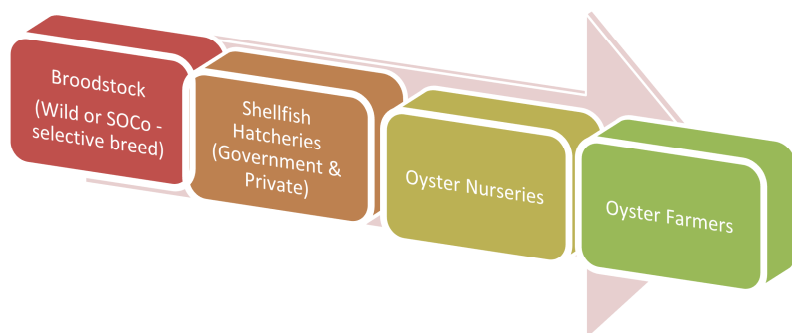 Broodstock
(Wild or SOCo -
selective breed)
Shellfish
Hatcheries
(Government &
Private)
Oyster Nurseries
Oyster Farmers